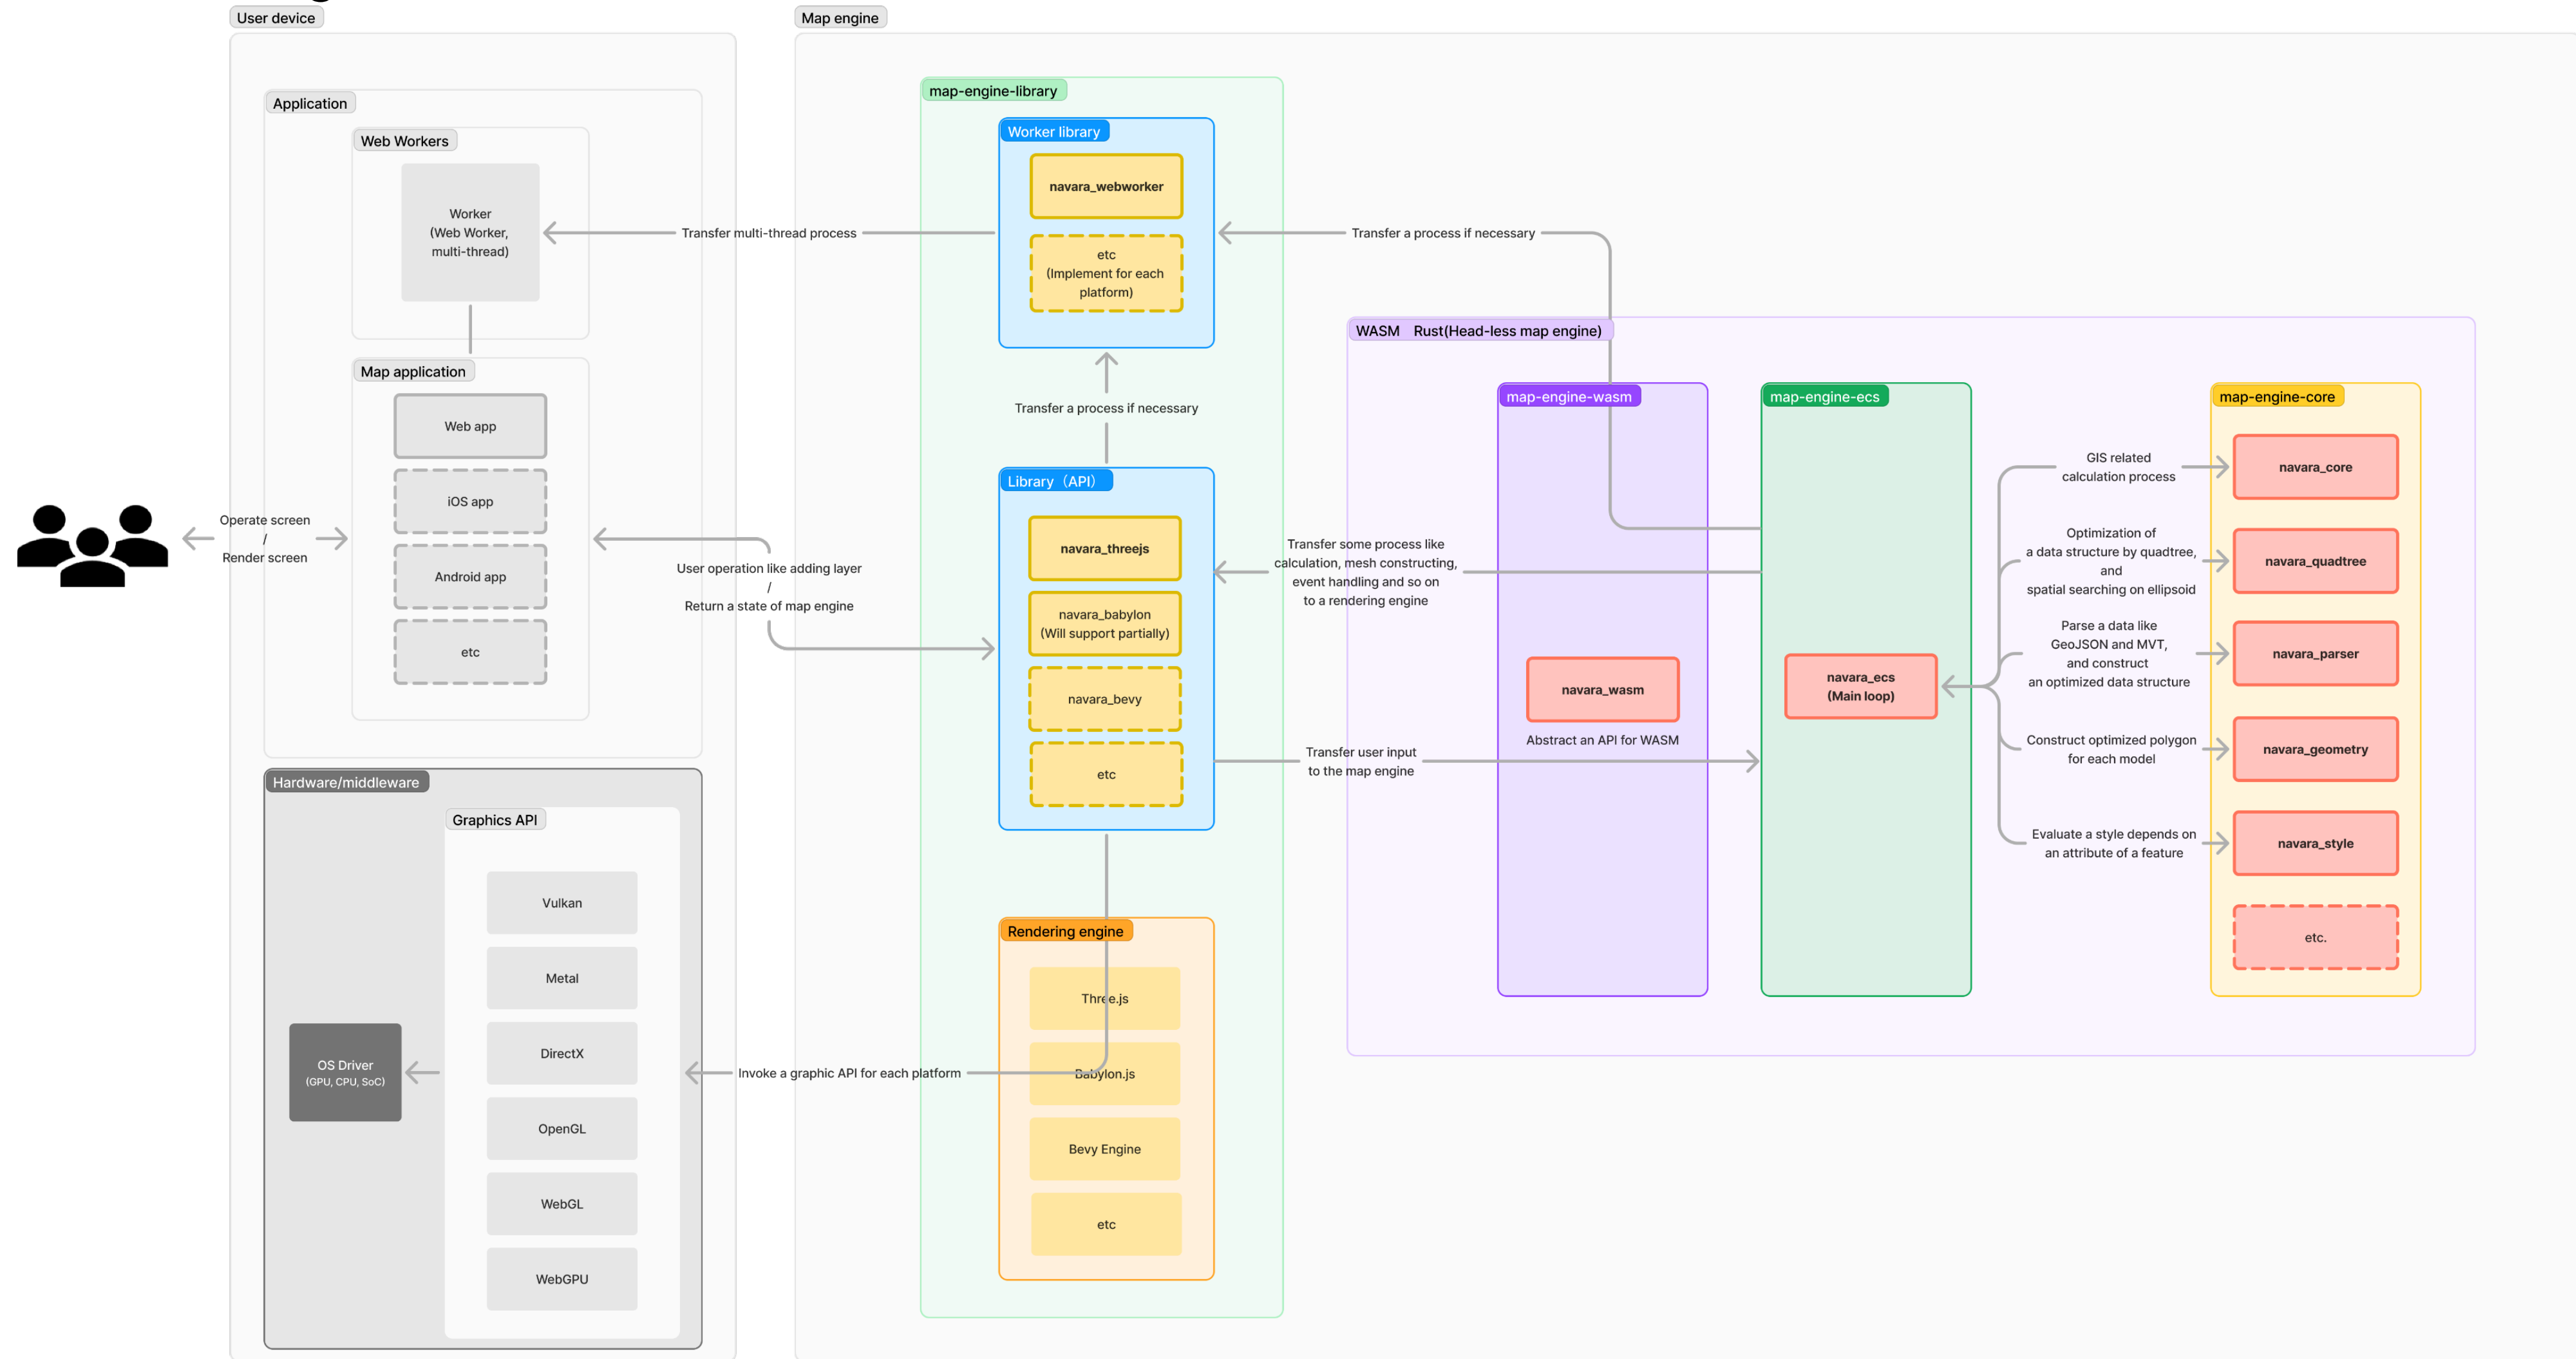 User device
Application
Web Workers
Worker
(Web Worker,
multi-thread)
Map application
Web app
iOS app
Android app
etc
Operate screen
/
Render screen
Hardware/middleware
Graphics API
Vulkan
Metal
DirectX
OpenGL
WebGL
WebGPU
OS Driver
(GPU, CPU, SoC)
Transfer multi-thread process
User operation like adding layer
/
Return a state of map engine
Invoke a graphic API for each platform
Map engine
map-engine-library
Worker library
navara_webworker
etc
(Implement for each
platform)
Transfer a process if necessary
Library（API）
navara_threejs
navara_babylon
(Will support partially)
navara_bevy
etc
Rendering engine
Three.js
Babylon.js
Bevy Engine
etc
Transfer a process if necessary
Transfer some process like
calculation, mesh constructing,
event handling and so on
to a rendering engine
Transfer user input
to the map engine
WASM　Rust(Head-less map engine)
map-engine-wasm
navara_wasm
Abstract an API for WASM
map-engine-ecs
navara_ecs
(Main loop)
GIS related
calculation process
Optimization of
a data structure by quadtree,
and
spatial searching on ellipsoid
Parse a data like
GeoJSON and MVT,
and construct
an optimized data structure
Construct optimized polygon
for each model
Evaluate a style depends on
an attribute of a feature
map-engine-core
navara_core
navara_quadtree
navara_parser
navara_geometry
navara_style
etc.